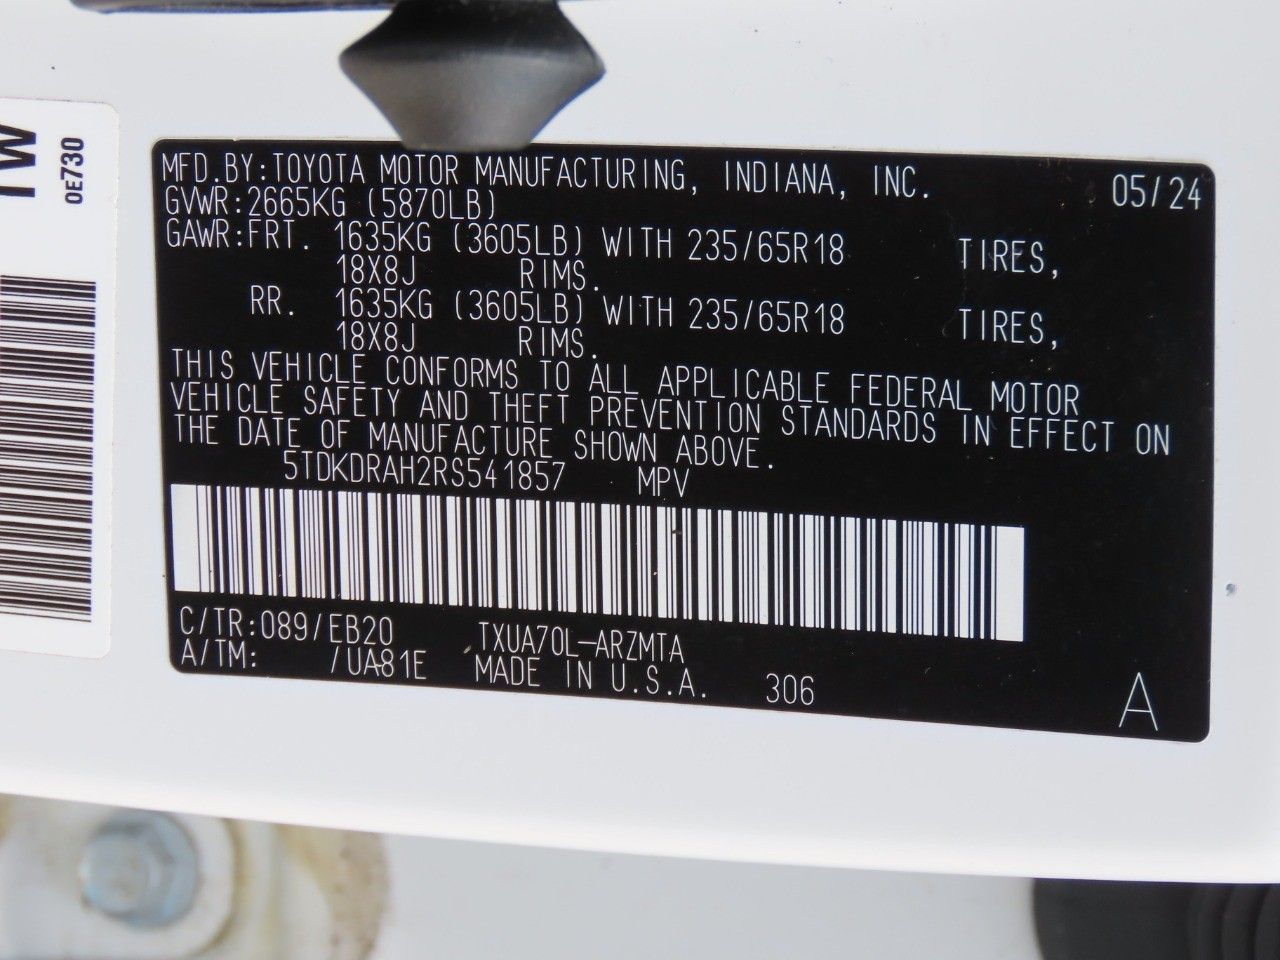 TW
0E730
MFD.BY:TOYOTA MOTOR MANUFACTURING, INDIANA, INC. 05/24
GVWR:2665KG (5870LB)
GAWR:FRT. 1635KG (3605LB) WITH 235/65R18 TIRES,
18X8J RIMS.
RR. 1635KG (3605LB) WITH 235/65R18 TIRES,
18X8J RIMS.
THIS VEHICLE CONFORMS TO ALL APPLICABLE FEDERAL MOTOR
VEHICLE SAFETY AND THEFT PREVENTION STANDARDS IN EFFECT ON
THE DATE OF MANUFACTURE SHOWN ABOVE.
5TDKDRAH2RS541857 MPV
C/TR:089/EB20 TXUA70L-ARZMTA
A/TM: /UA81E MADE IN U.S.A. 306
A